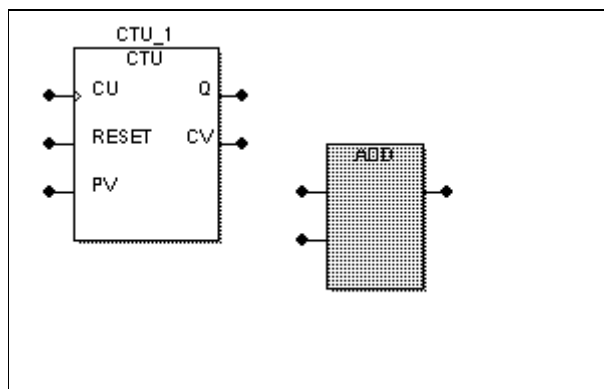 CTU_1
CTU
CU Q
RESET CV
PV
ADD